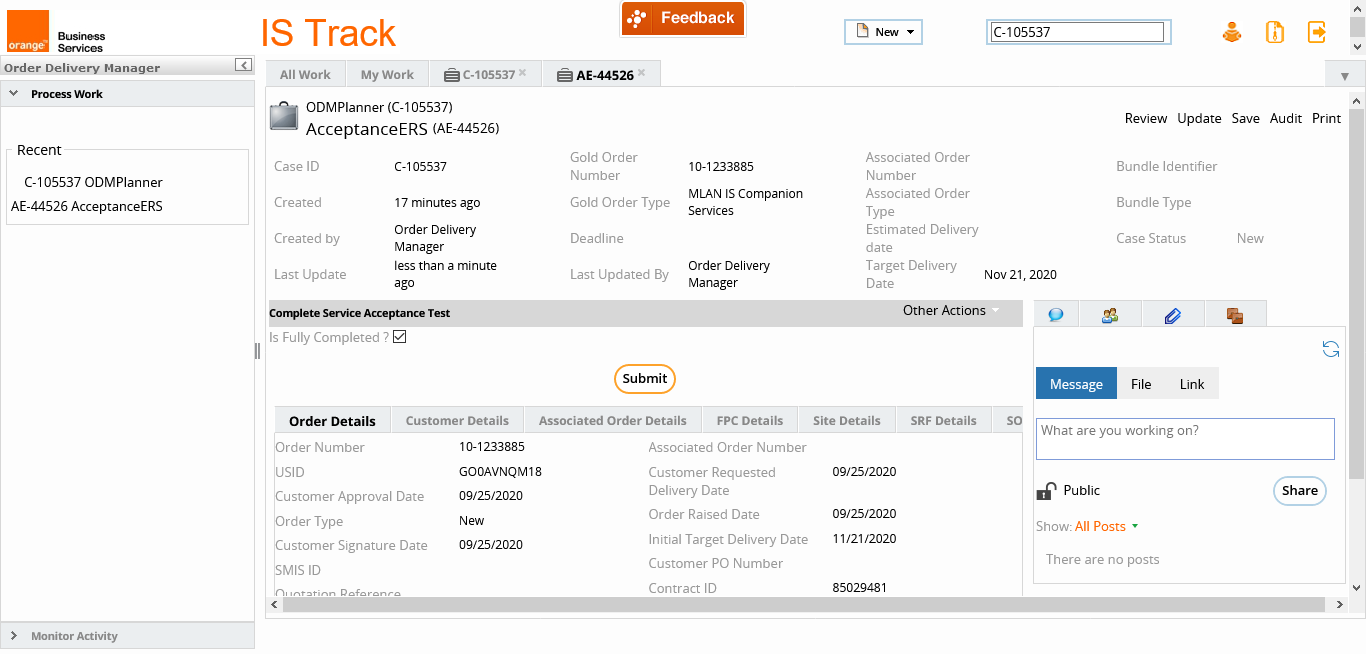 orange™
Business
Services
IS Track
Feedback
New
C-105537
Order Delivery Manager
Process Work
Recent
C-105537 ODMPlanner
AE-44526 AcceptanceERS
Monitor Activity
All Work
My Work
C-105537
AE-44526
ODMPlanner (C-105537)
AcceptanceERS (AE-44526)
Review Update Save Audit Print
Case ID
C-105537
Gold Order
Number
10-1233885
Associated Order
Number
Bundle Identifier
Created
17 minutes ago
Gold Order Type
MLAN IS Companion
Services
Associated Order
Type
Bundle Type
Created by
Order Delivery
Manager
Deadline
Estimated Delivery
date
Case Status
New
Last Update
less than a minute
ago
Last Updated By
Order Delivery
Manager
Target Delivery
Date
Nov 21, 2020
Complete Service Acceptance Test
Other Actions
Is Fully Completed ?
Submit
Order Details
Customer Details
Associated Order Details
FPC Details
Site Details
SRF Details
SO
Order Number
10-1233885
Associated Order Number
USID
GO0AVNQM18
Customer Requested
Delivery Date
09/25/2020
Customer Approval Date
09/25/2020
Order Raised Date
09/25/2020
Order Type
New
Initial Target Delivery Date
11/21/2020
Customer Signature Date
09/25/2020
Customer PO Number
SMIS ID
Contract ID
85029481
Quotation Reference
Message
File
Link
What are you working on?
Public
Share
Show: All Posts
There are no posts